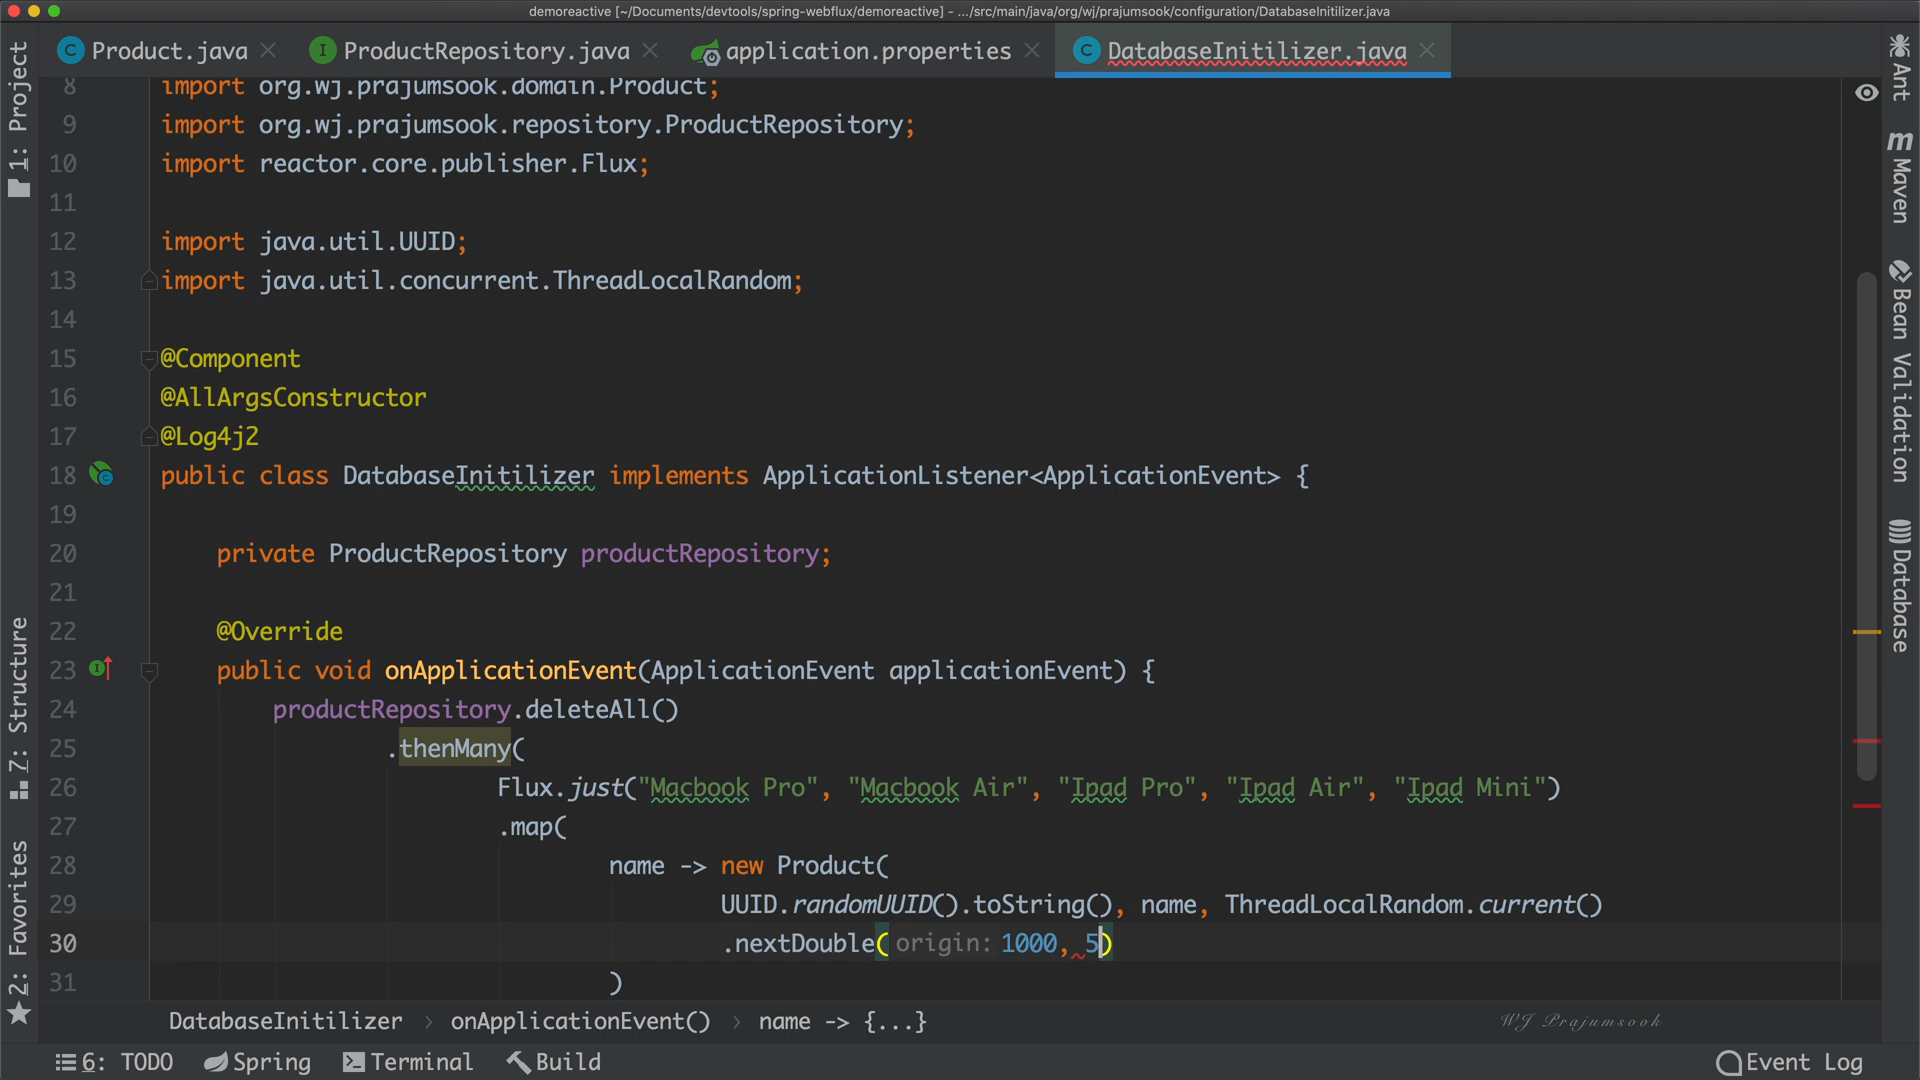 demoreactive [~/Documents/devtools/spring-webflux/demoreactive] - .../src/main/java/org/wj/prajumsook/configuration/DatabaseInitilizer.java
Product.java
ProductRepository.java
application.properties
DatabaseInitilizer.java
1: Project
7: Structure
2: Favorites
8 import org.wj.prajumsook.domain.Product;
9 import org.wj.prajumsook.repository.ProductRepository;
10 import reactor.core.publisher.Flux;
11
12 import java.util.UUID;
13 import java.util.concurrent.ThreadLocalRandom;
14
15 @Component
16 @AllArgsConstructor
17 @Log4j2
18 public class DatabaseInitilizer implements ApplicationListener<ApplicationEvent> {
19
20 private ProductRepository productRepository;
21
22 @Override
23 public void onApplicationEvent(ApplicationEvent applicationEvent) {
24 productRepository.deleteAll()
25 .thenMany(
26 Flux.just("Macbook Pro", "Macbook Air", "Ipad Pro", "Ipad Air", "Ipad Mini")
27 .map(
28 name -> new Product(
29 UUID.randomUUID().toString(), name, ThreadLocalRandom.current()
30 .nextDouble( origin: 1000, 5)
31 )
Ant
Maven
Bean Validation
Database
DatabaseInitilizer › onApplicationEvent() › name -> {...}
WJ Prajumsook
6: TODO
Spring
Terminal
Build
Event Log